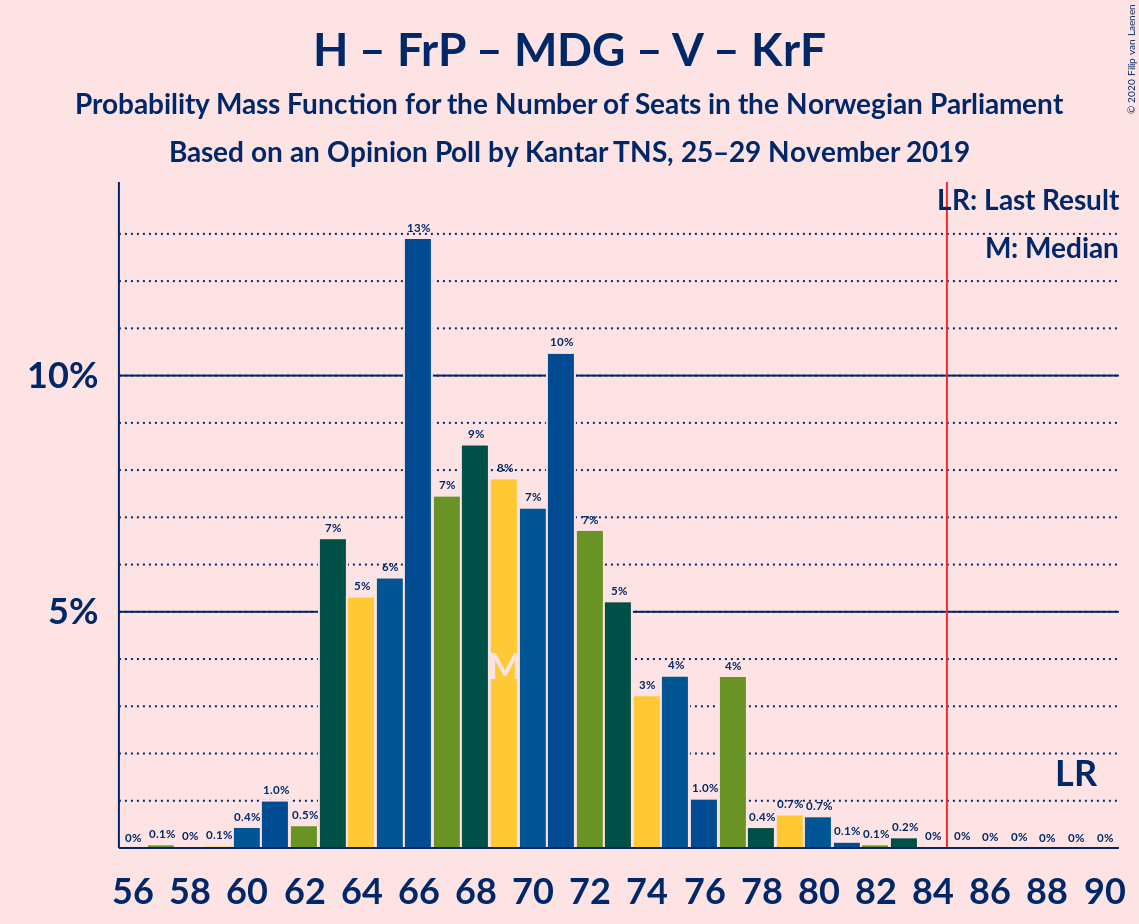 H – FrP – MDG – V – KrF
Probability Mass Function for the Number of Seats in the Norwegian Parliament
Based on an Opinion Poll by Kantar TNS, 25–29 November 2019
© 2020 Filip van Laenen
LR: Last Result
M: Median
10%
5%
0% 0.1% 0% 0.1% 0.4% 1.0% 0.5% 7% 5% 6% 13% 7% 9% 8% 7% 10% 7% 5% 3% 4% 1.0% 4% 0.4% 0.7% 0.7% 0.1% 0.1% 0.2% 0% 0% 0% 0% 0% 0% 0%
M
LR
56 58 60 62 64 66 68 70 72 74 76 78 80 82 84 86 88 90